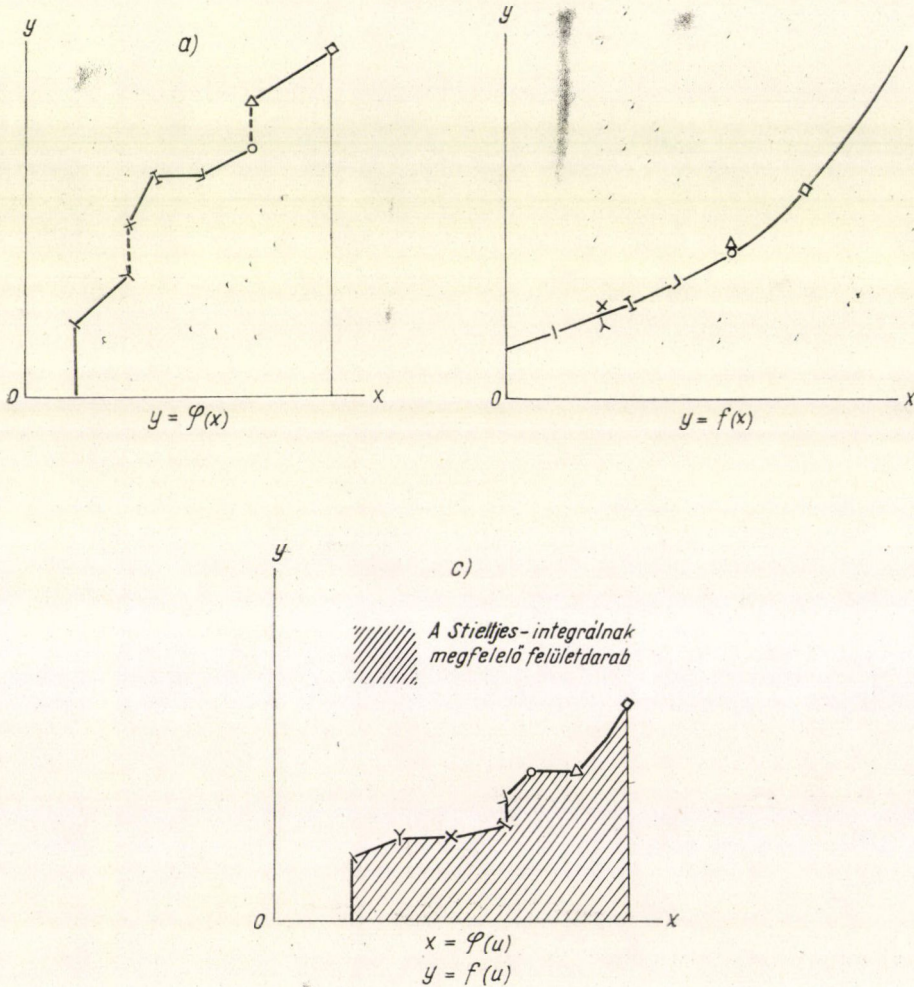 y
a)
0
x
y = φ(x)
y
0
x
y = f(x)
y
c)
A Stieltjes-integrálnak
megfelelő felületdarab
0
x
x = φ(u)
y = f(u)